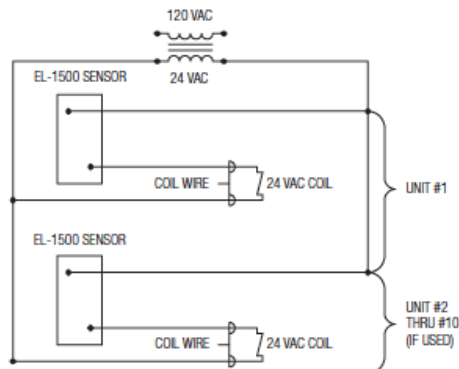 120 VAC
24 VAC
EL-1500 SENSOR
COIL WIRE
24 VAC COIL
UNIT #1
EL-1500 SENSOR
UNIT #2
THRU #10
(IF USED)
COIL WIRE
24 VAC COIL